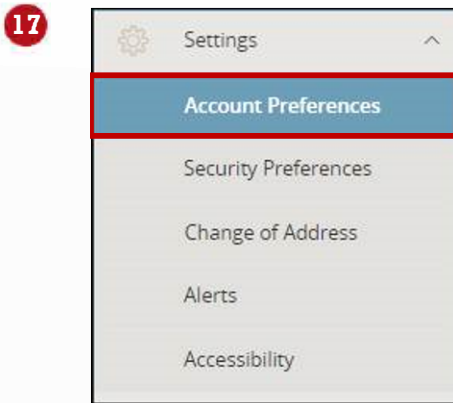 17
Settings
Account Preferences
Security Preferences
Change of Address
Alerts
Accessibility